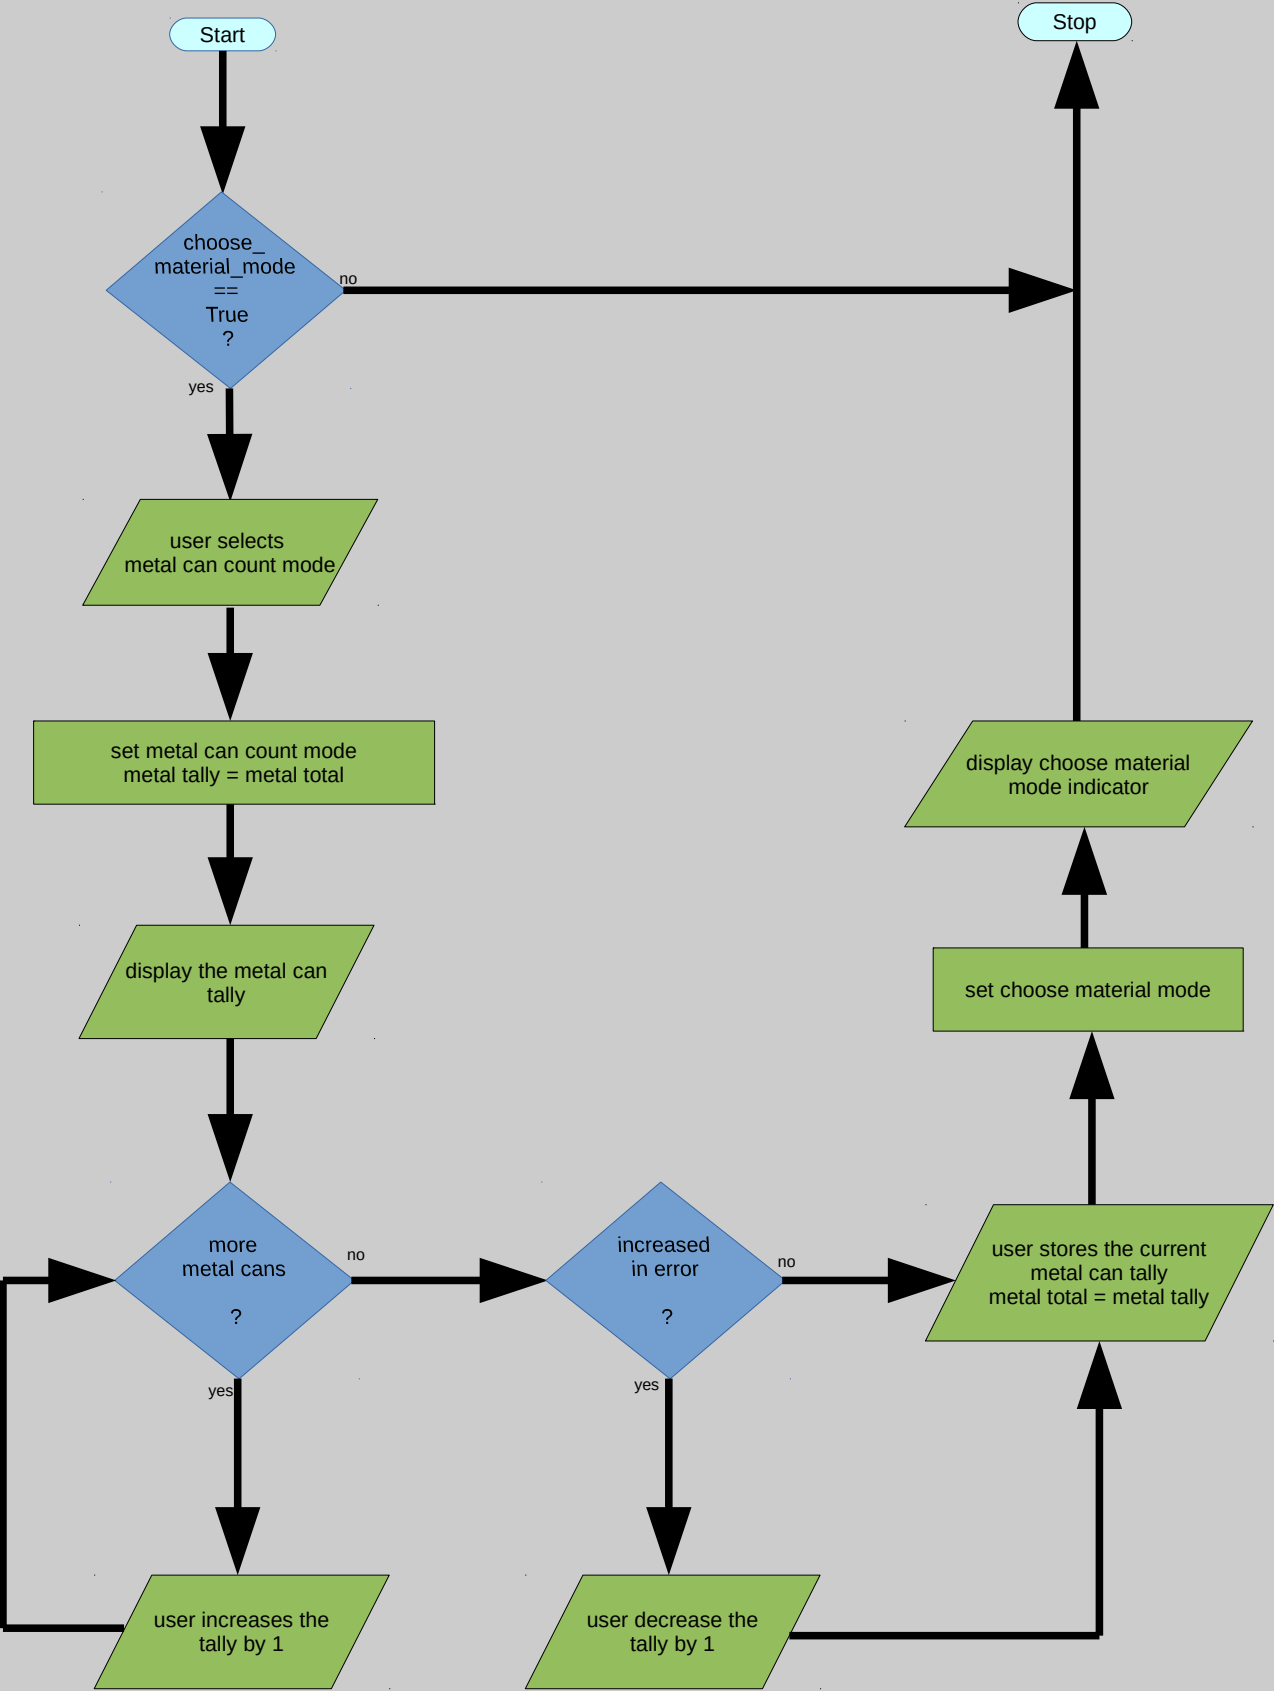 Start
Stop
choose_
material_mode
==
True
?
no
yes
user selects
metal can count mode
set metal can count mode
metal tally = metal total
display choose material
mode indicator
display the metal can
tally
set choose material mode
more
metal cans
?
no
yes
increased
in error
?
no
yes
user stores the current
metal can tally
metal total = metal tally
user increases the
tally by 1
user decrease the
tally by 1